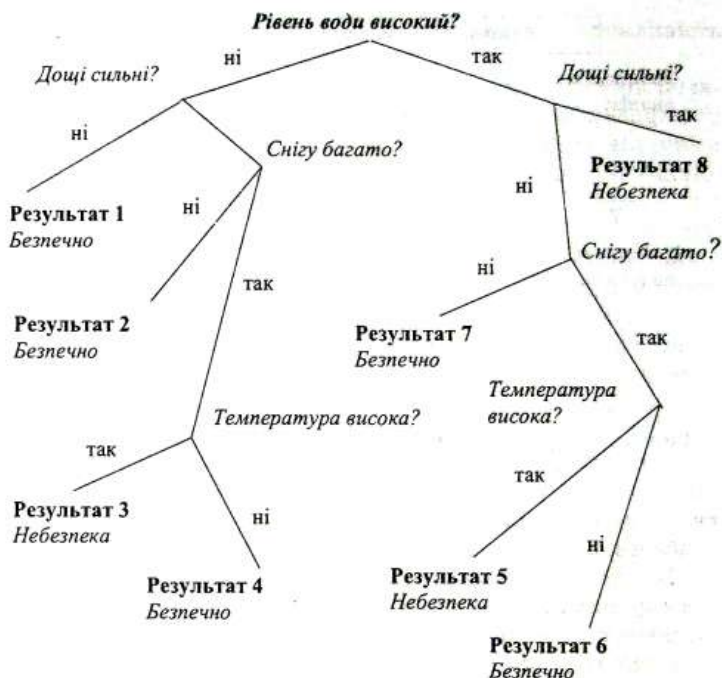 Рівень води високий?
ні
так
Дощі сильні?
Дощі сильні?
ні
так
Снігу багато?
Результат 8
Небезпека
ні
ні
Результат 1
Безпечно
Снігу багато?
ні
так
Результат 2
Безпечно
Результат 7
Безпечно
так
Температура висока?
Температура
висока?
так
так
Результат 3
Небезпека
ні
ні
Результат 4
Безпечно
Результат 5
Небезпека
Результат 6
Безпечно